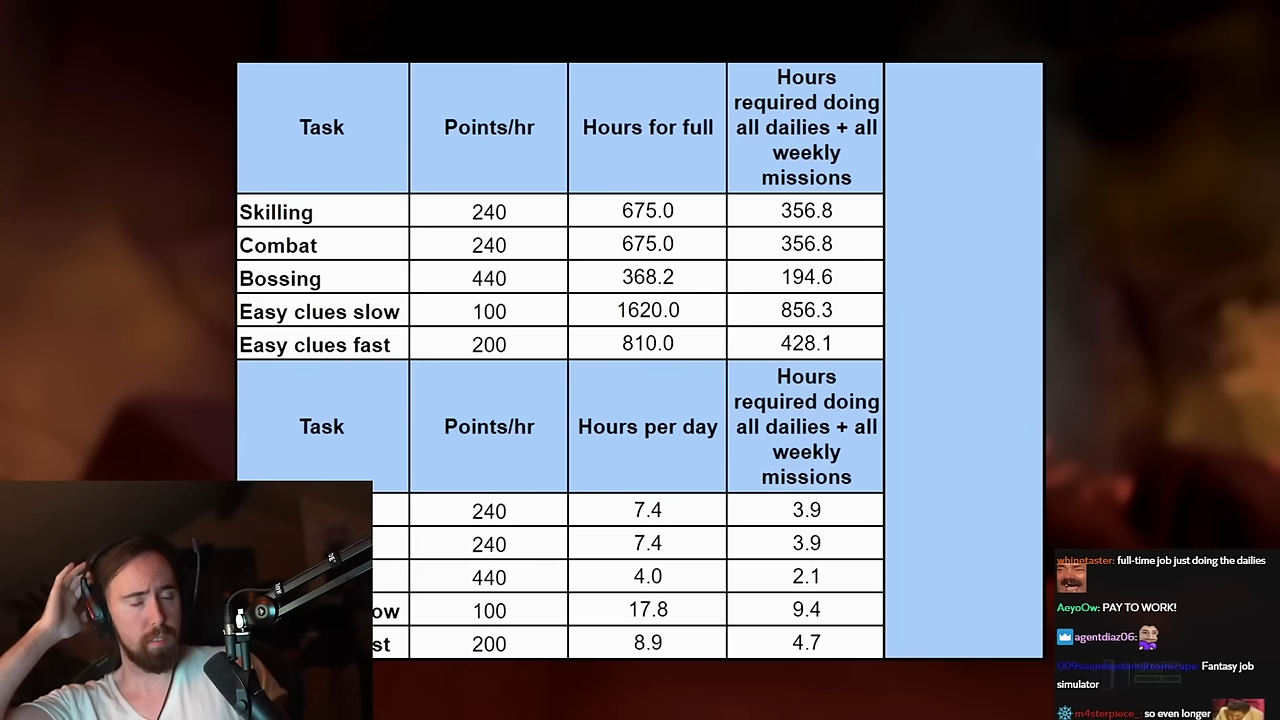 Task Points/hr Hours for full Hours
required doing
all dailies + all
weekly
missions
Skilling 240 675.0 356.8
Combat 240 675.0 356.8
Bossing 440 368.2 194.6
Easy clues slow 100 1620.0 856.3
Easy clues fast 200 810.0 428.1
Task Points/hr Hours per day Hours
required doing
all dailies + all
weekly
missions
240 7.4 3.9
240 7.4 3.9
440 4.0 2.1
ow 100 17.8 9.4
st 200 8.9 4.7
whinetaster: full-time job just doing the dailies
AeyoOw: PAY TO WORK!
agentdiaz06:
Fantasy job
simulator
m4sterpiece_: so even longer